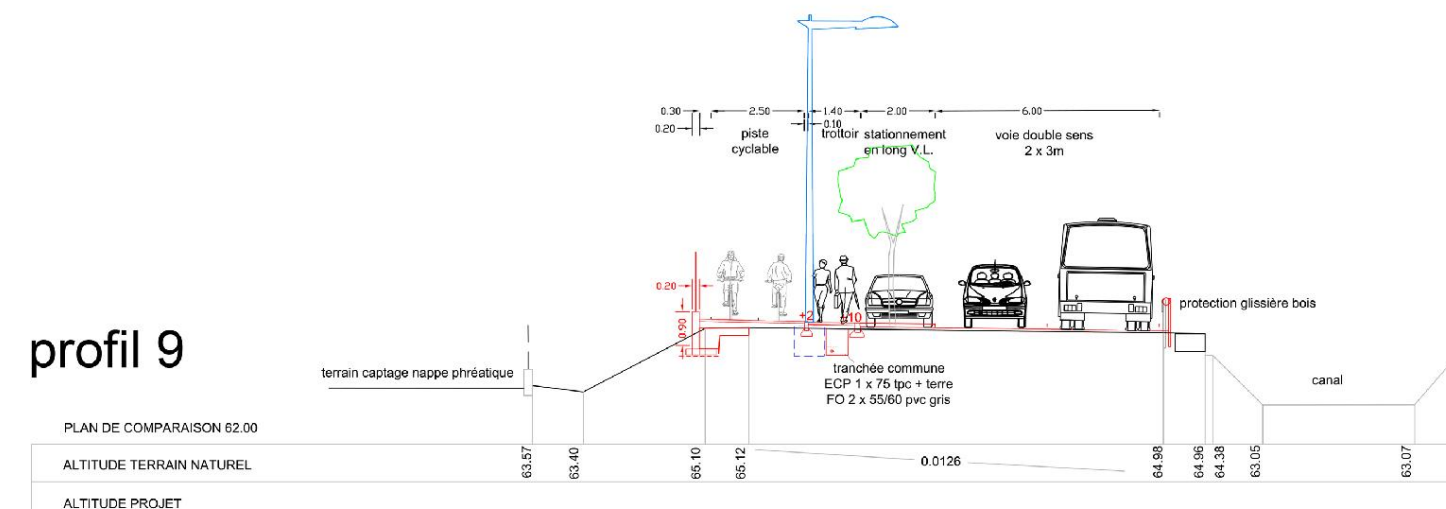 0.30
2.50
1.40
2.00
6.00
0.20
0.10
piste
cyclable
trottoir
stationnement
en long V.L.
voie double sens
2 x 3m
0.20
0.90
+2
10
protection glissière bois
profil 9
terrain captage nappe phréatique
tranchée commune
ECP 1 x 75 tpc + terre
FO 2 x 55/60 pvc gris
canal
PLAN DE COMPARAISON 62.00
ALTITUDE TERRAIN NATUREL
63.57
63.40
65.10
65.12
0.0126
64.98
64.96
64.38
63.05
63.07
ALTITUDE PROJET